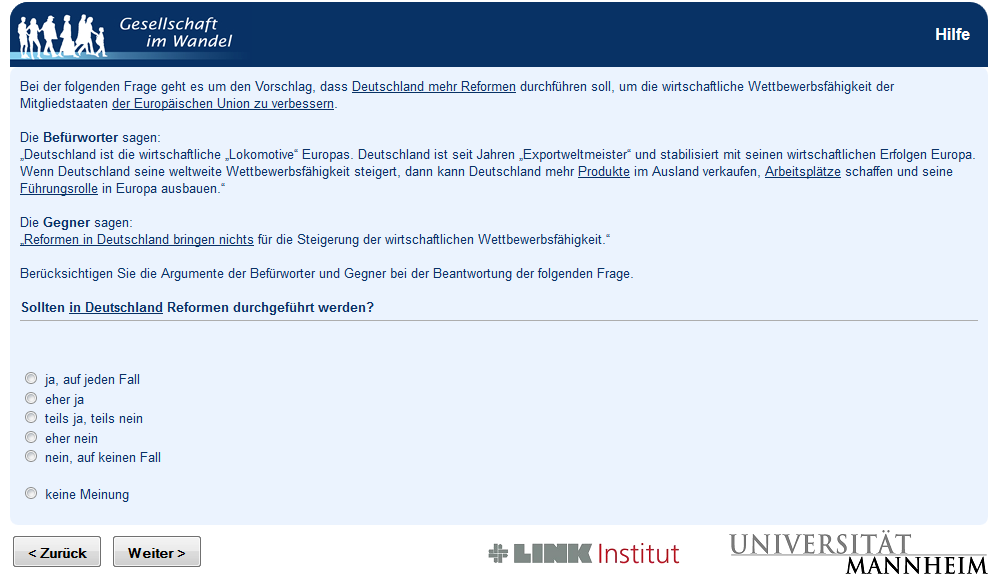 Gesellschaft
im Wandel
Hilfe
Bei der folgenden Frage geht es um den Vorschlag, dass Deutschland mehr Reformen durchführen soll, um die wirtschaftliche Wettbewerbsfähigkeit der
Mitgliedstaaten der Europäischen Union zu verbessern.
Die Befürworter sagen:
„Deutschland ist die wirtschaftliche „Lokomotive“ Europas. Deutschland ist seit Jahren „Exportweltmeister“ und stabilisiert mit seinen wirtschaftlichen Erfolgen Europa.
Wenn Deutschland seine weltweite Wettbewerbsfähigkeit steigert, dann kann Deutschland mehr Produkte im Ausland verkaufen, Arbeitsplätze schaffen und seine
Führungsrolle in Europa ausbauen.“
Die Gegner sagen:
„Reformen in Deutschland bringen nichts für die Steigerung der wirtschaftlichen Wettbewerbsfähigkeit.“
Berücksichtigen Sie die Argumente der Befürworter und Gegner bei der Beantwortung der folgenden Frage.
Sollten in Deutschland Reformen durchgeführt werden?
ja, auf jeden Fall
eher ja
teils ja, teils nein
eher nein
nein, auf keinen Fall
keine Meinung
< Zurück
Weiter >
LINK Institut
UNIVERSITÄT
MANNHEIM